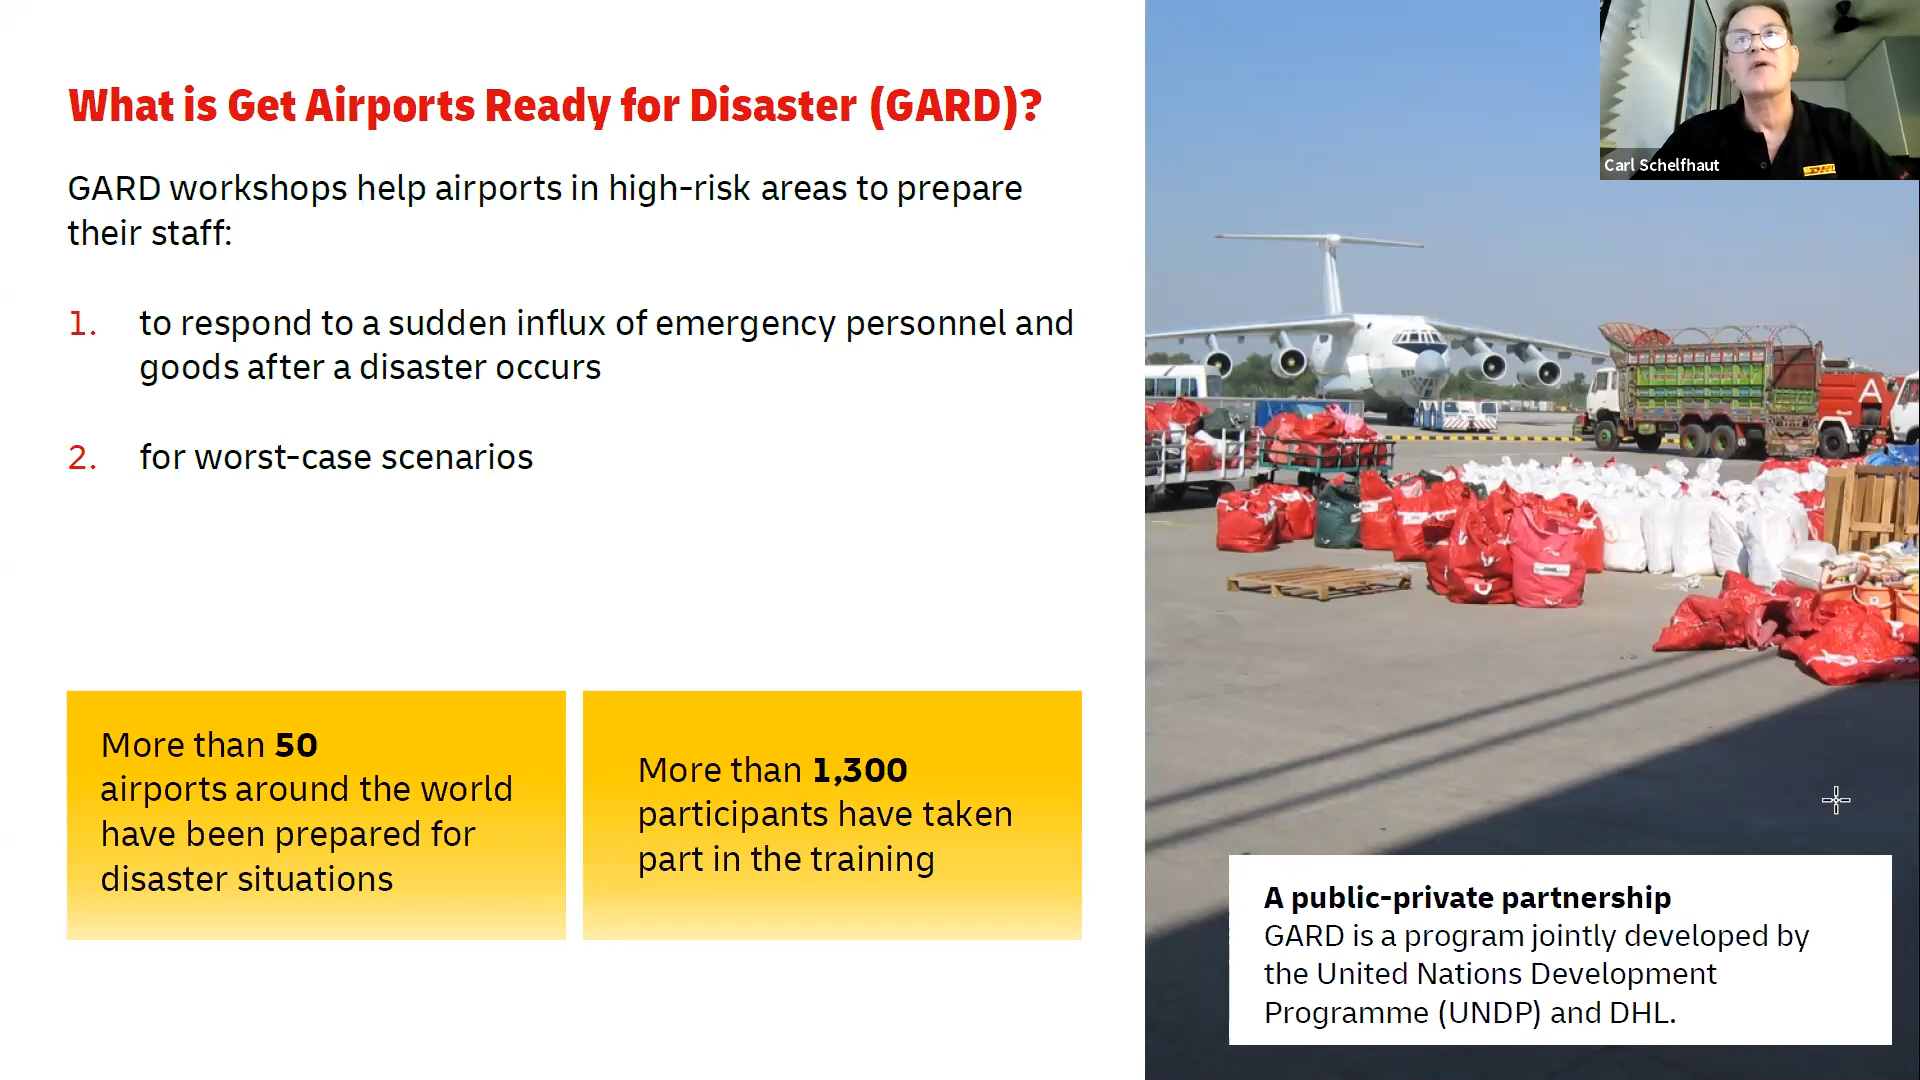 What is Get Airports Ready for Disaster (GARD)?
GARD workshops help airports in high-risk areas to prepare
their staff:
1. to respond to a sudden influx of emergency personnel and
goods after a disaster occurs
2. for worst-case scenarios
More than 50
airports around the world
have been prepared for
disaster situations
More than 1,300
participants have taken
part in the training
Carl Schelfhaut
DHL
A
A public-private partnership
GARD is a program jointly developed by
the United Nations Development
Programme (UNDP) and DHL.